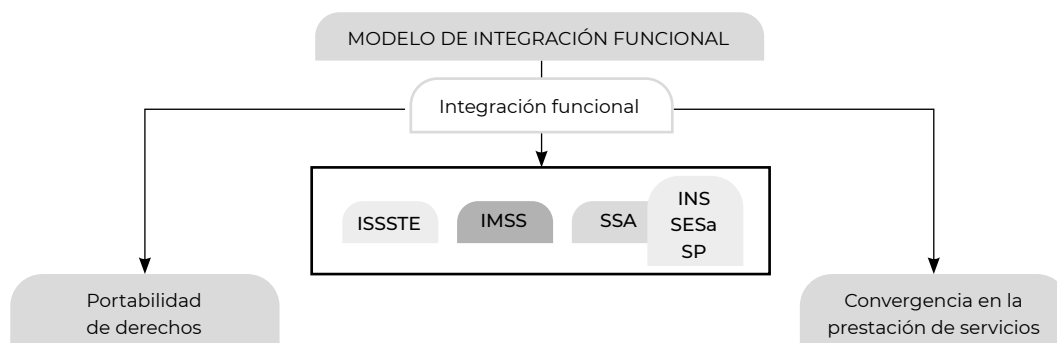 MODELO DE INTEGRACIÓN FUNCIONAL
Integración funcional
ISSSTE
IMSS
SSA
INS
SESa
SP
Portabilidad
de derechos
Convergencia en la
prestación de servicios